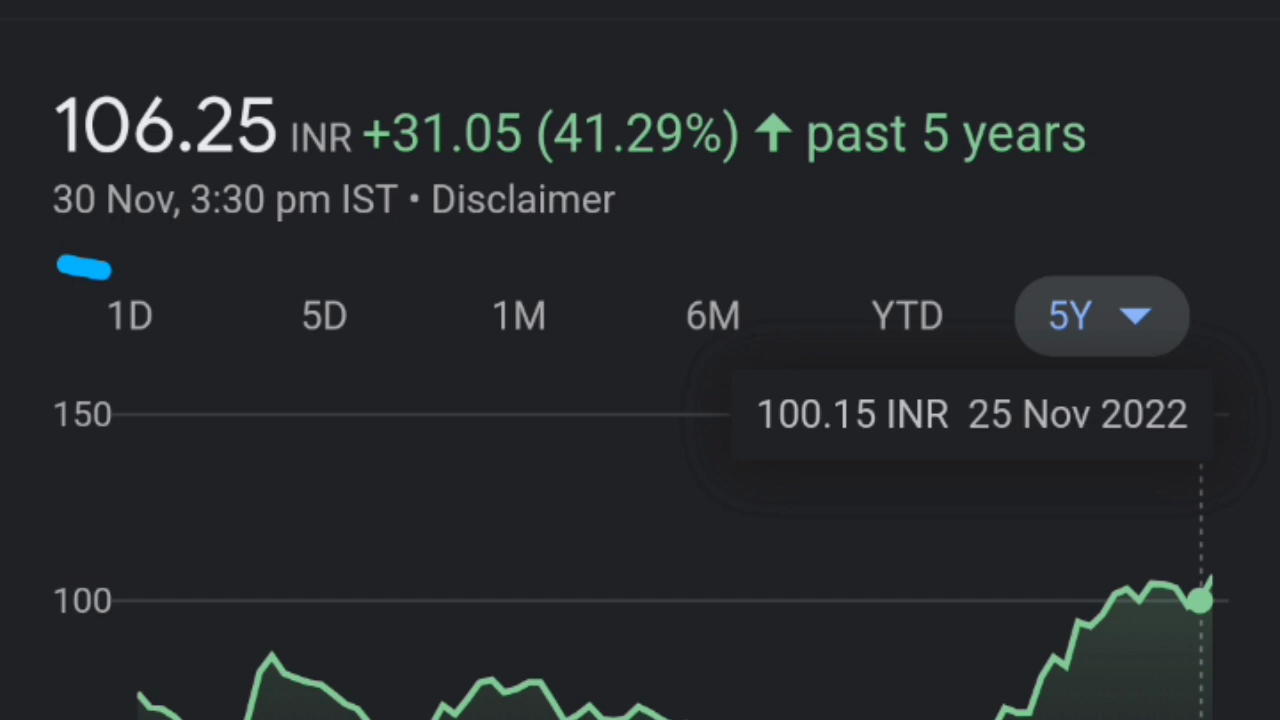 106.25 INR +31.05 (41.29%) ↑ past 5 years
30 Nov, 3:30 pm IST • Disclaimer
1D 5D 1M 6M YTD 5Y
150
100.15 INR 25 Nov 2022
100